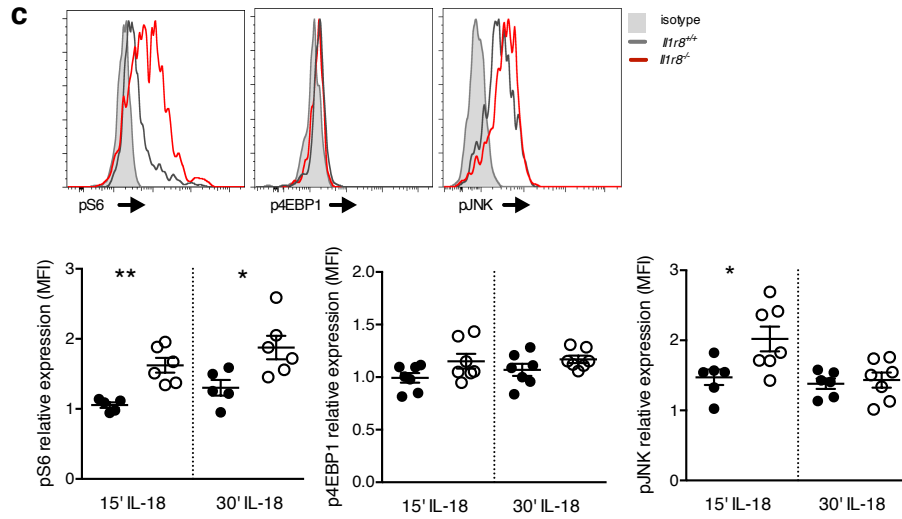 c
isotype
Il1r8+/+
Il1r8-/-
pS6
p4EBP1
pJNK
pS6 relative expression (MFI)
3
2
1
0
**
*
15' IL-18
30' IL-18
p4EBP1 relative expression (MFI)
2.0
1.5
1.0
0.5
0.0
15' IL-18
30' IL-18
pJNK relative expression (MFI)
3
2
1
0
*
15' IL-18
30' IL-18